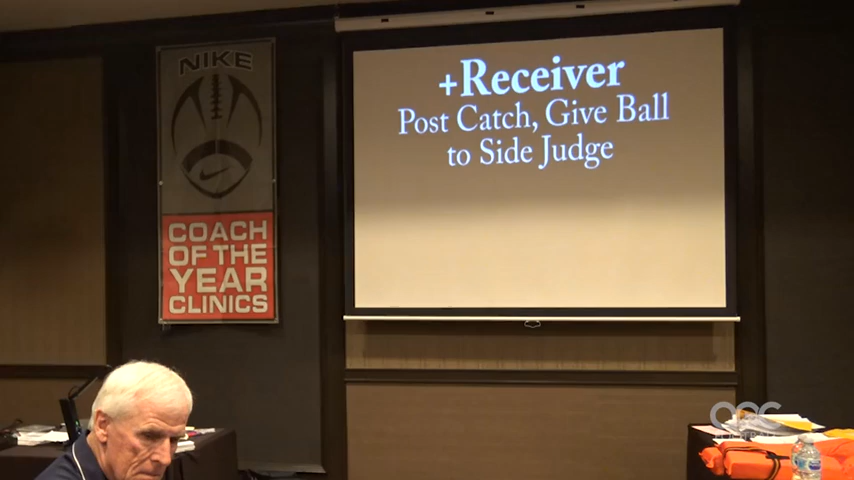 NIKE
COACH
OF THE
YEAR
CLINICS
+Receiver
Post Catch, Give Ball
to Side Judge